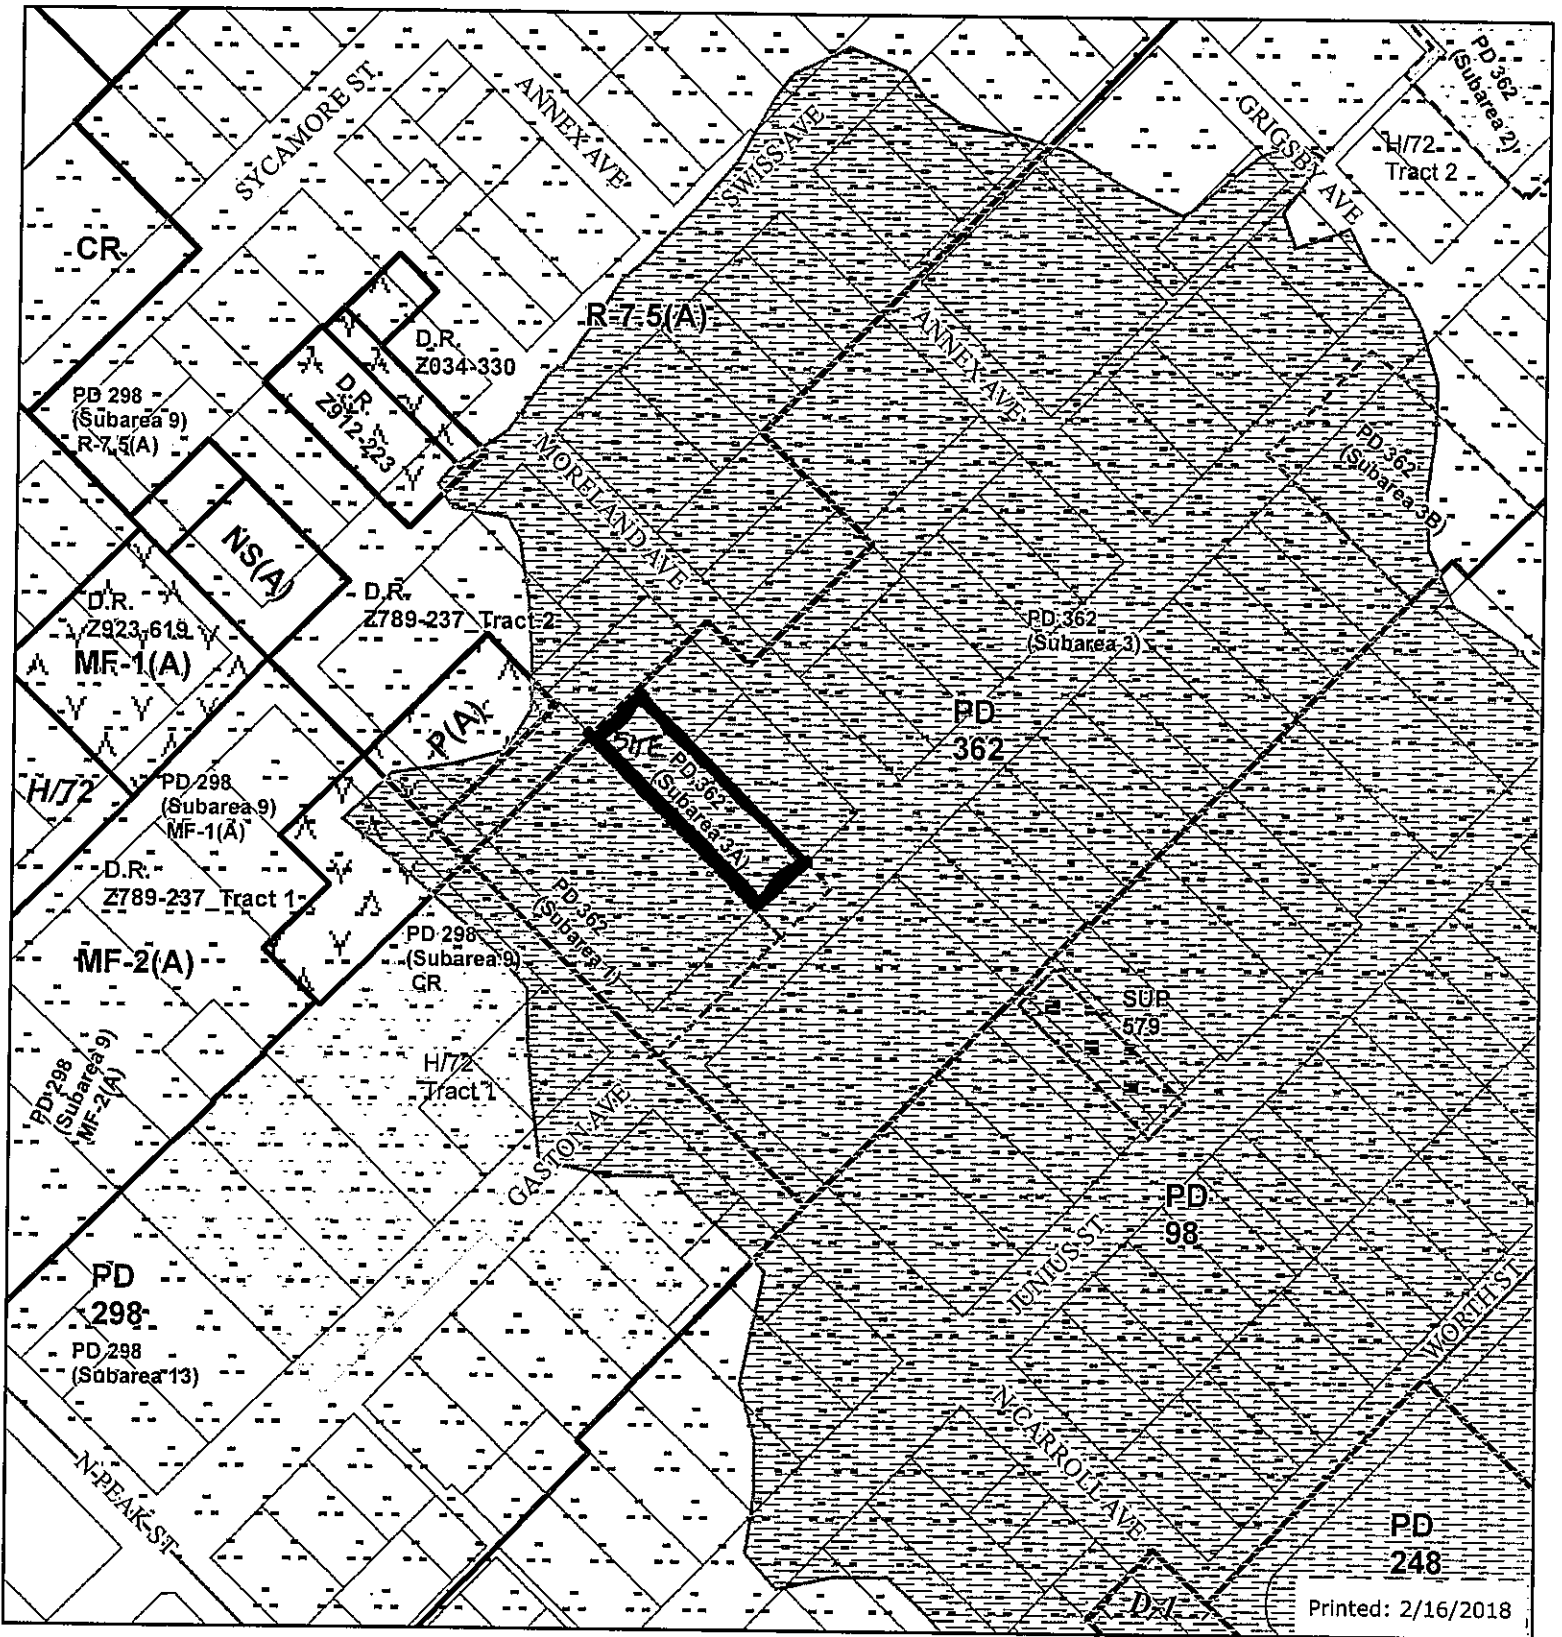 PD 362
(Subarea 2)
SYCAMORE ST.
ANNEX AVE
SWISS AVE
GRIGSBY AVE
H/72
Tract 2
CR
R-7.5(A)
D.R.
Z034-330
ANNEX AVE
D.R.
Z912-223
PD 298
(Subarea 9)
R-7.5(A)
MORELAND AVE
PD 362
(Subarea 3B)
NS(A)
D.R.
Z789-237_Tract 2
D.R.
Z923-619
MF-1(A)
PD 362
(Subarea 3)
P(A)
PD
362
SITE
PD 362
(Subarea 3A)
H/72
PD 298
(Subarea 9)
MF-1(A)
D.R.
Z789-237_Tract 1
PD 362
(Subarea 1)
PD 298
(Subarea 9)
CR
MF-2(A)
SUP
579
PD 298
(Subarea 9)
MF-2(A)
H/72
Tract 1
GASTON AVE
PD
98
JUNIUS ST
PD
298
WORTH ST
PD 298
(Subarea 13)
N CARROLL AVE
N PEAK ST
PD
248
D-1
Printed: 2/16/2018